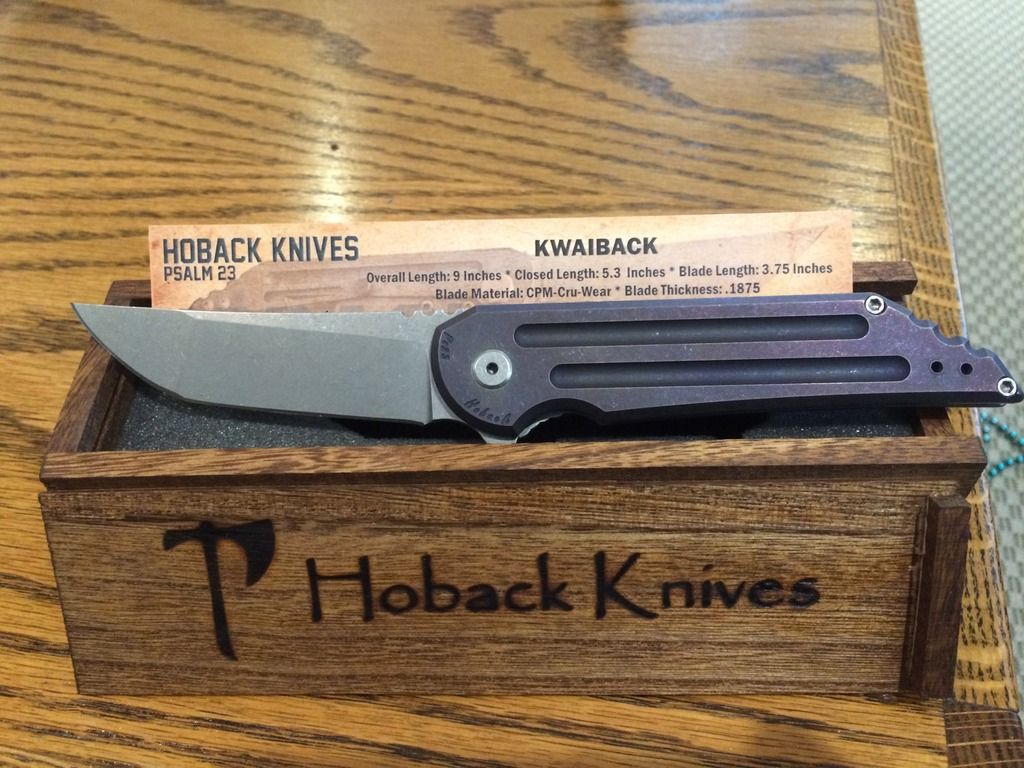 HOBACK KNIVES
PSALM 23
KWAIBACK
Overall Length: 9 Inches * Closed Length: 5.3 Inches * Blade Length: 3.75 Inches
Blade Material: CPM-Cru-Wear * Blade Thickness: .1875
Hoback
Hoback Knives